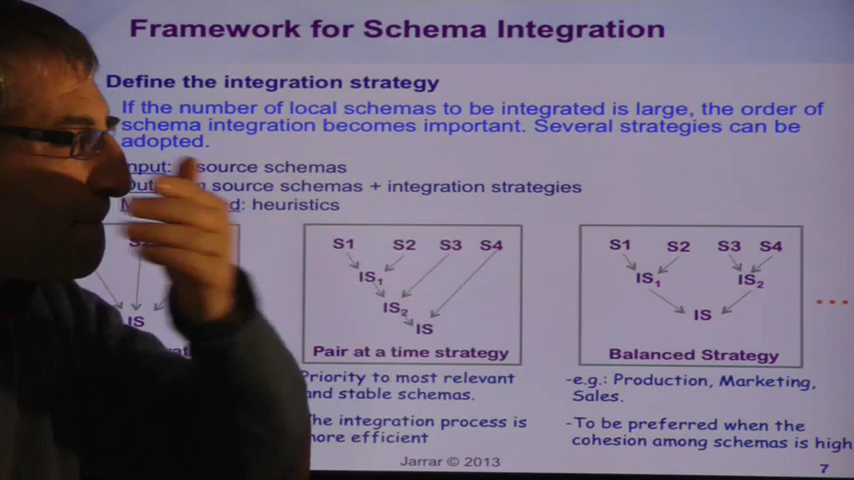 Framework for Schema Integration
Define the integration strategy
If the number of local schemas to be integrated is large, the order of
schema integration becomes important. Several strategies can be
adopted.
source schemas
source schemas + integration strategies
heuristics
S1 S2 S3 S4
S1 S2 S3 S4
IS1
IS1 IS2
IS2
IS
IS
IS
Pair at a time strategy
Balanced Strategy
Priority to most relevant
and stable schemas.
The integration process is
more efficient
-e.g.: Production, Marketing,
Sales.
-To be preferred when the
cohesion among schemas is high
Jarrar © 2013
7